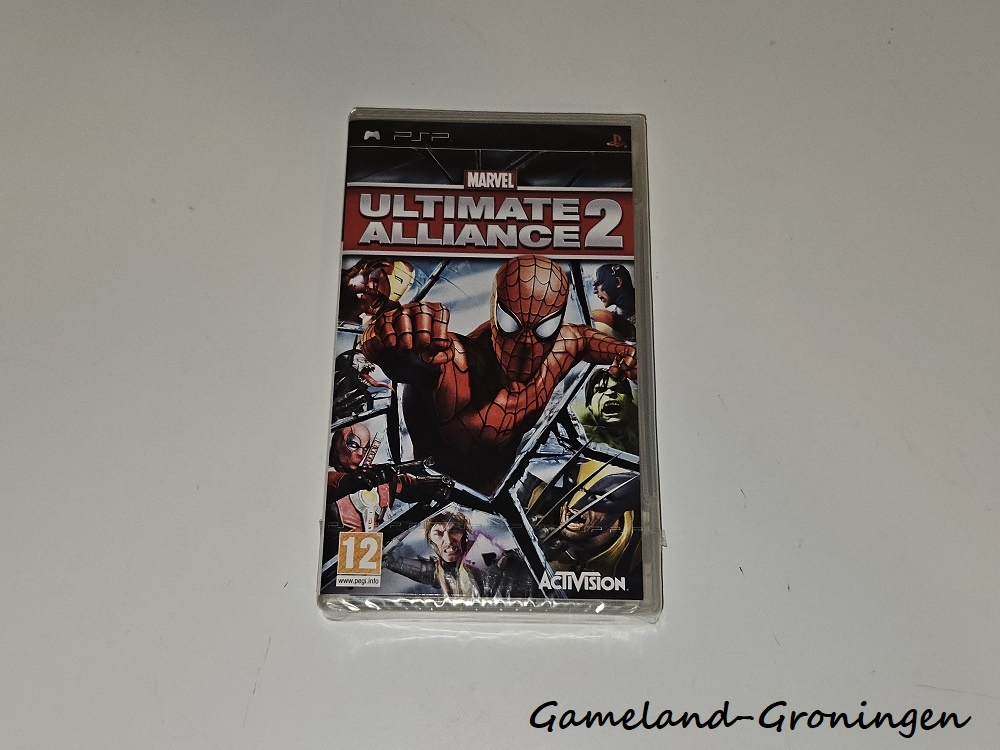 PSP
MARVEL
ULTIMATE
ALLIANCE 2
12
www.pegi.info
ACTIVISION
Gameland-Groningen